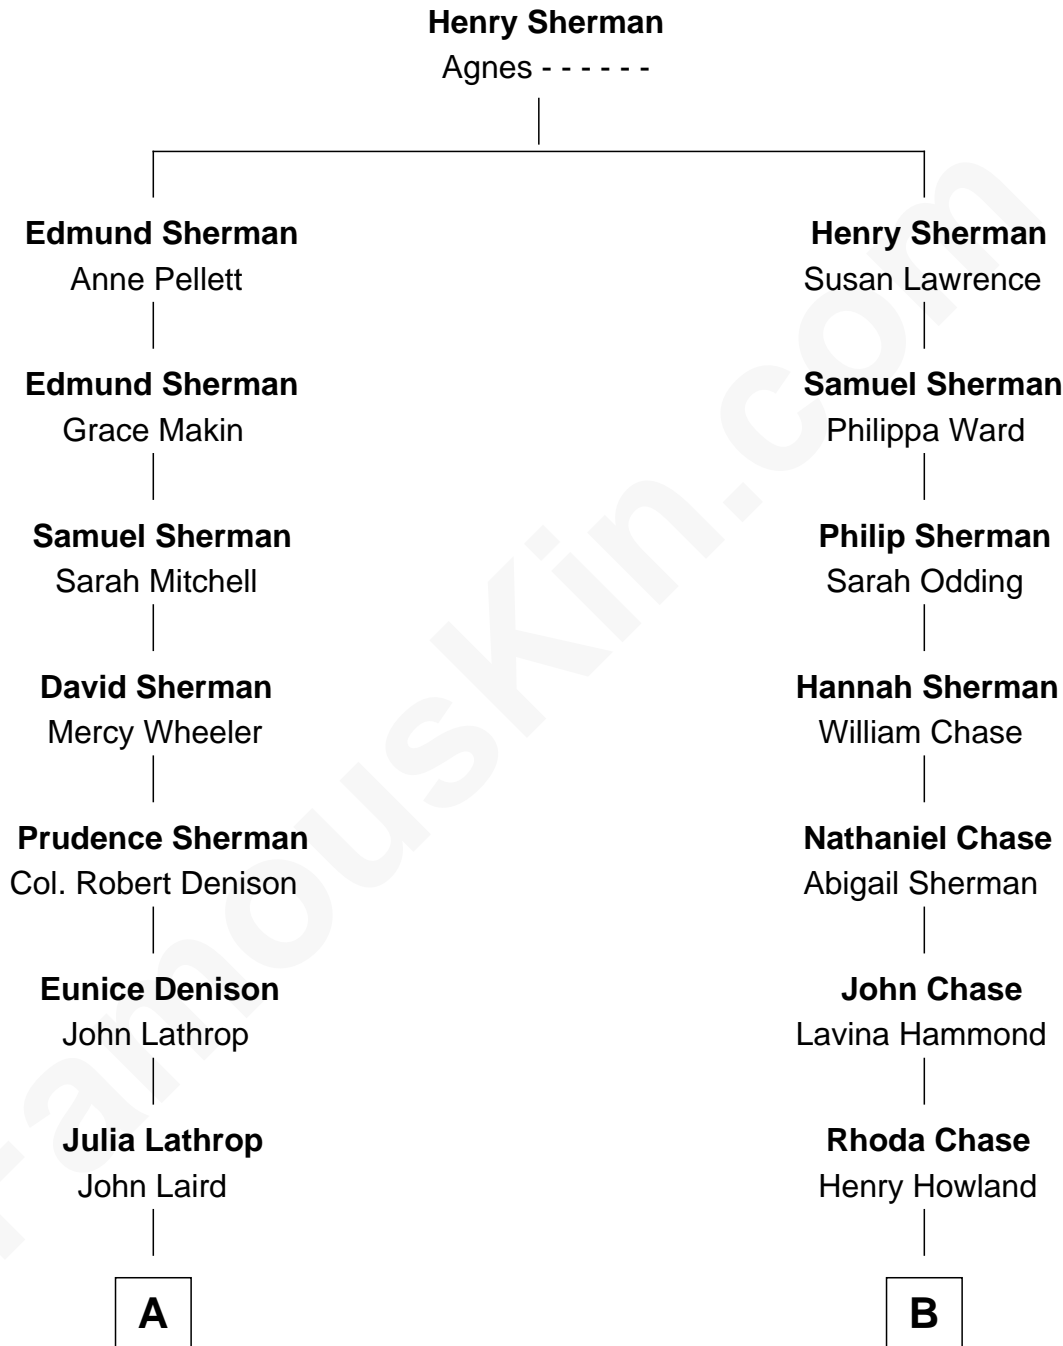 Henry Sherman
Agnes - - - - - -
Edmund Sherman
Anne Pellett
Henry Sherman
Susan Lawrence
Edmund Sherman
Grace Makin
Samuel Sherman
Philippa Ward
Samuel Sherman
Sarah Mitchell
Philip Sherman
Sarah Odding
David Sherman
Mercy Wheeler
Hannah Sherman
William Chase
Prudence Sherman
Col. Robert Denison
Nathaniel Chase
Abigail Sherman
Eunice Denison
John Lathrop
John Chase
Lavina Hammond
Julia Lathrop
John Laird
Rhoda Chase
Henry Howland
A
B
FamousKin.com